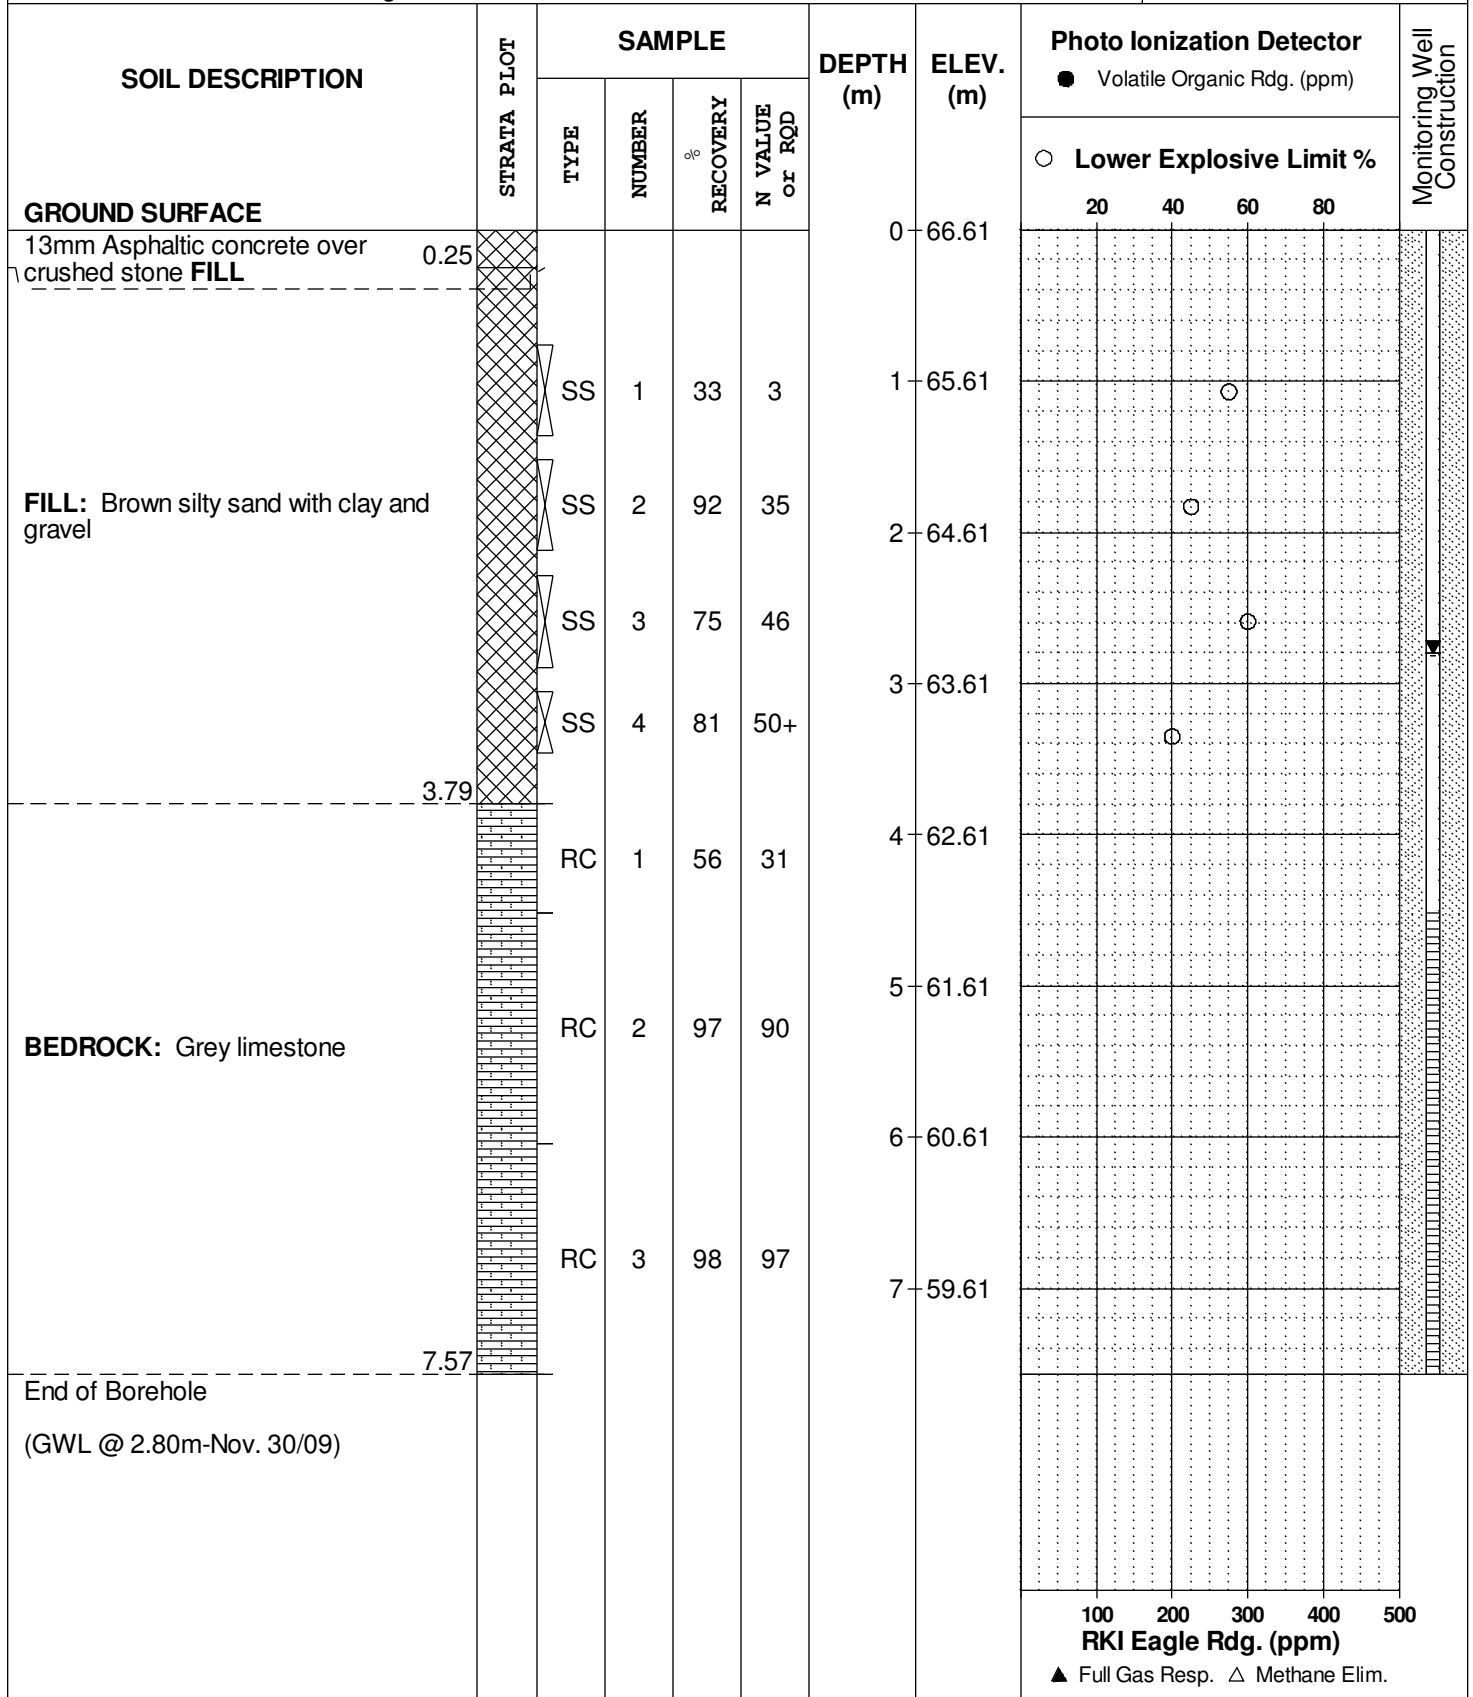 SOIL DESCRIPTION
GROUND SURFACE
STRATA PLOT
SAMPLE
TYPE
NUMBER
%
RECOVERY
N VALUE
or RQD
DEPTH
(m)
ELEV.
(m)
Photo Ionization Detector
● Volatile Organic Rdg. (ppm)
○ Lower Explosive Limit %
20 40 60 80
Monitoring Well
Construction
0 66.61
13mm Asphaltic concrete over 0.25
crushed stone FILL
SS 1 33 3
1 65.61
FILL: Brown silty sand with clay and
gravel
SS 2 92 35
2 64.61
SS 3 75 46
3 63.61
SS 4 81 50+
3.79
4 62.61
RC 1 56 31
5 61.61
BEDROCK: Grey limestone
RC 2 97 90
6 60.61
RC 3 98 97
7 59.61
7.57
End of Borehole
(GWL @ 2.80m-Nov. 30/09)
100 200 300 400 500
RKI Eagle Rdg. (ppm)
▲ Full Gas Resp. △ Methane Elim.